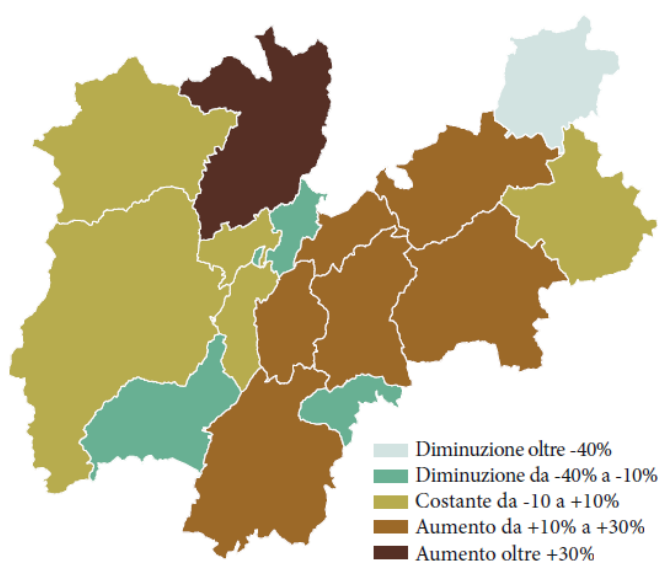 Diminuzione oltre -40%
Diminuzione da -40% a -10%
Costante da -10 a +10%
Aumento da +10% a +30%
Aumento oltre +30%